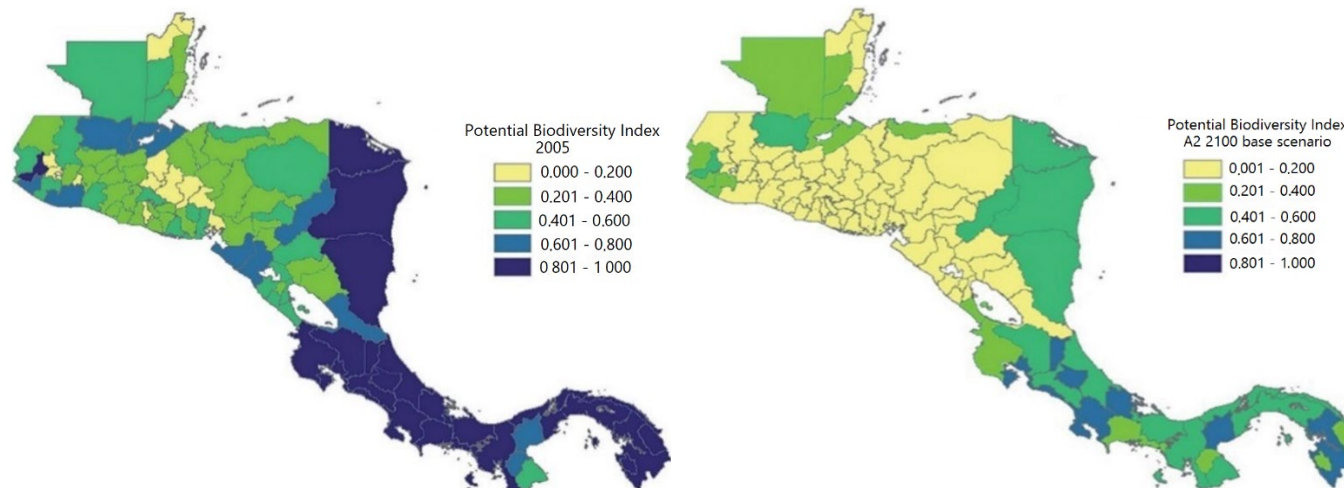 Potential Biodiversity Index
2005
0.000 - 0.200
0.201 - 0.400
0.401 - 0.600
0.601 - 0.800
0 801 - 1 000
Potential Biodiversity Index
A2 2100 base scenario
0,001 - 0.200
0.201 - 0.400
0.401 - 0.600
0.601 - 0.800
0.801 - 1.000